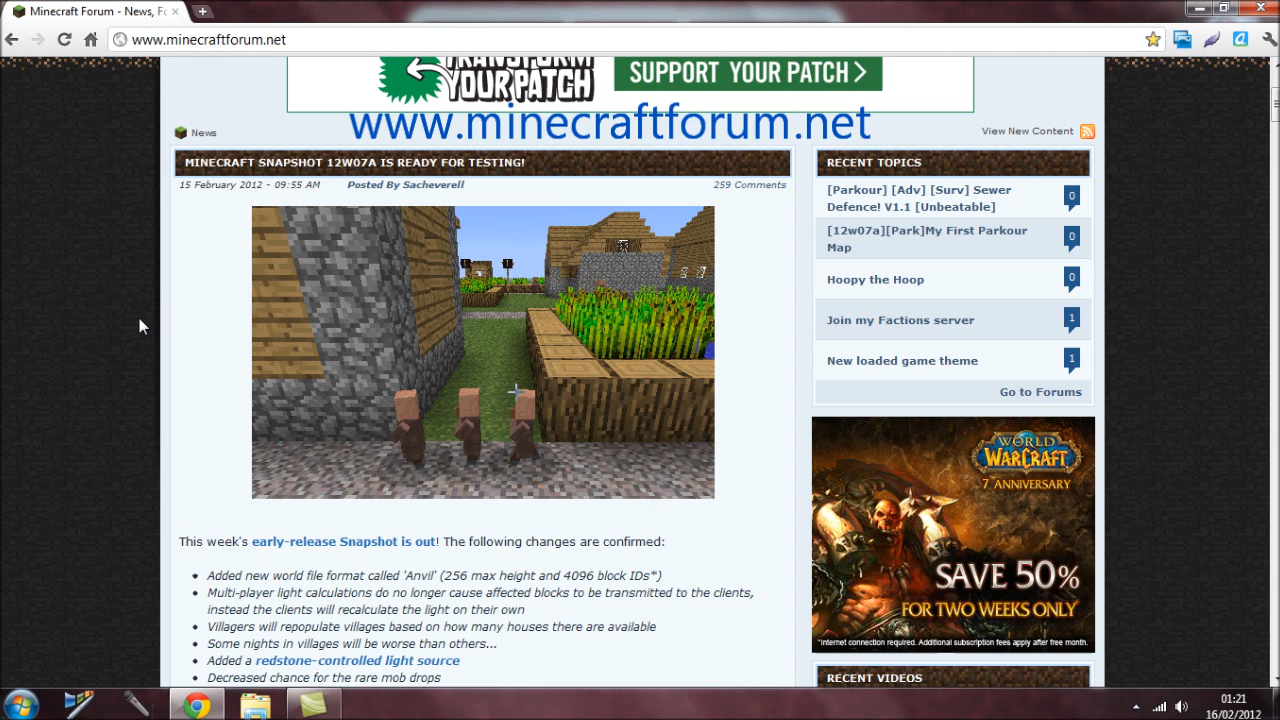 Minecraft Forum - News, Fo
www.minecraftforum.net
TRANSFORM
YOUR PATCH
SUPPORT YOUR PATCH >
www.minecraftforum.net
News
View New Content
MINECRAFT SNAPSHOT 12W07A IS READY FOR TESTING!
15 February 2012 - 09:55 AM Posted By Sacheverell 259 Comments
This week's early-release Snapshot is out! The following changes are confirmed:
• Added new world file format called 'Anvil' (256 max height and 4096 block IDs*)
• Multi-player light calculations do no longer cause affected blocks to be transmitted to the clients,
instead the clients will recalculate the light on their own
• Villagers will repopulate villages based on how many houses there are available
• Some nights in villages will be worse than others...
• Added a redstone-controlled light source
• Decreased chance for the rare mob drops
RECENT TOPICS
[Parkour] [Adv] [Surv] Sewer
Defence! V1.1 [Unbeatable]
0
[12w07a][Park]My First Parkour
Map
0
Hoopy the Hoop
0
Join my Factions server
1
New loaded game theme
1
Go to Forums
WORLD
OF
WARCRAFT
7TH ANNIVERSARY
SAVE 50%
FOR TWO WEEKS ONLY
*Internet connection required. Additional subscription fees apply after free month.
RECENT VIDEOS
01:21
16/02/2012